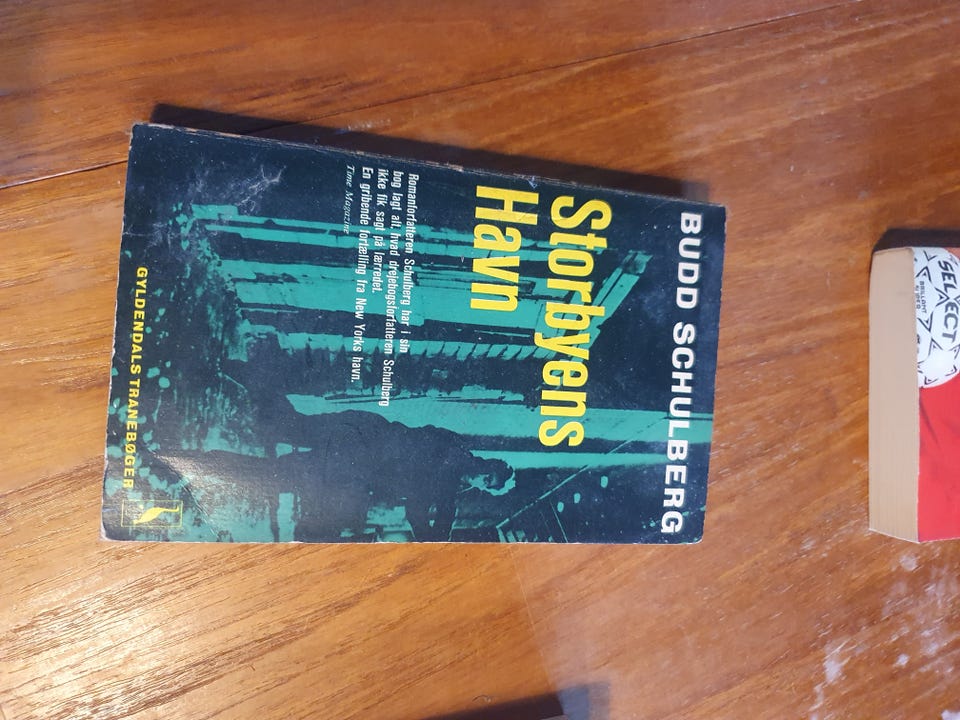 BUDD SCHULBERG
Storbyens
Havn
Romanforfatteren Schulberg har i sin
bog lagt alt, hvad drejebogsforfatteren Schulberg
ikke fik sagt på lærredet.
En gribende fortælling fra New Yorks havn.
Time Magazine
GYLDENDALS TRANEBØGER
SELECT